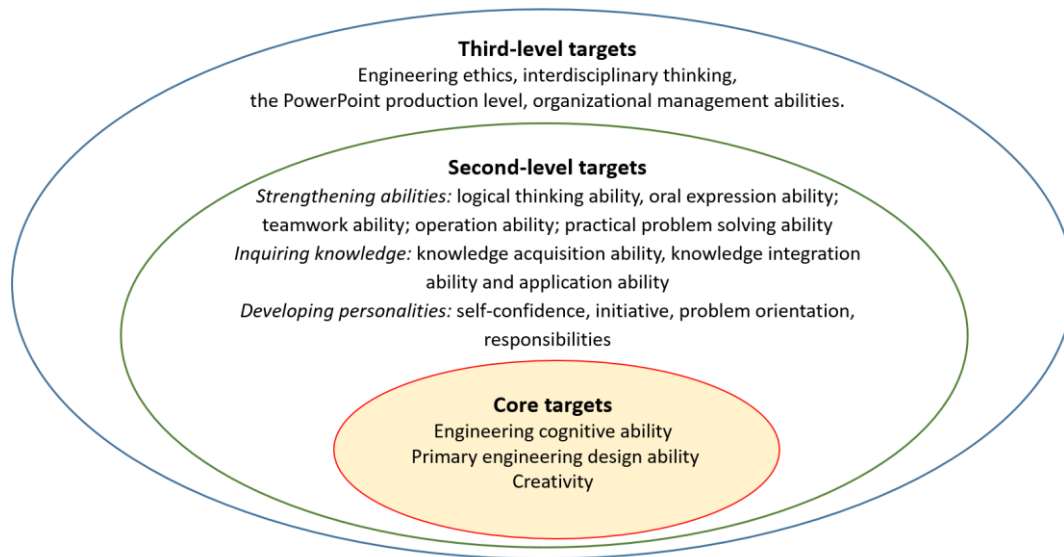 Third-level targets
Engineering ethics, interdisciplinary thinking,
the PowerPoint production level, organizational management abilities.
Second-level targets
Strengthening abilities: logical thinking ability, oral expression ability;
teamwork ability; operation ability; practical problem solving ability
Inquiring knowledge: knowledge acquisition ability, knowledge integration
ability and application ability
Developing personalities: self-confidence, initiative, problem orientation,
responsibilities
Core targets
Engineering cognitive ability
Primary engineering design ability
Creativity